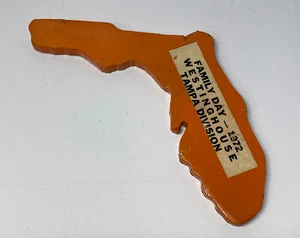 FAMILY DAY — 1972
WESTINGHOUSE
TAMPA DIVISION